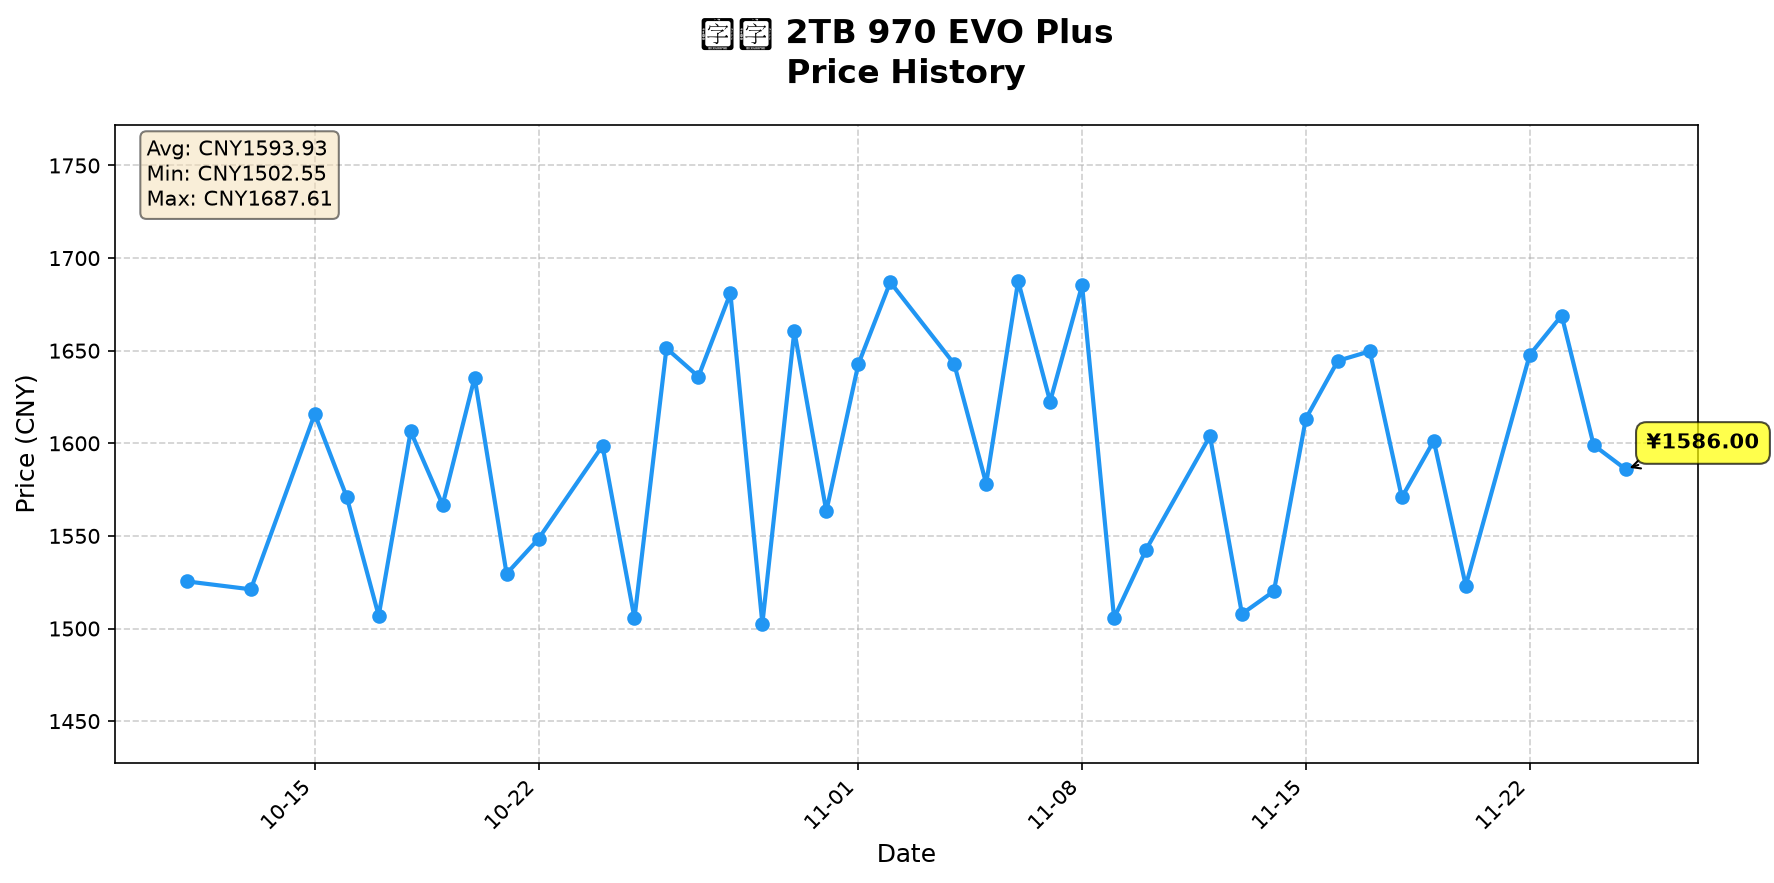 2TB 970 EVO Plus
Price History
Avg: CNY1593.93
Min: CNY1502.55
Max: CNY1687.61
1750
1700
1650
1600
1550
1500
1450
Price (CNY)
¥1586.00
10-15
10-22
11-01
11-08
11-15
11-22
Date